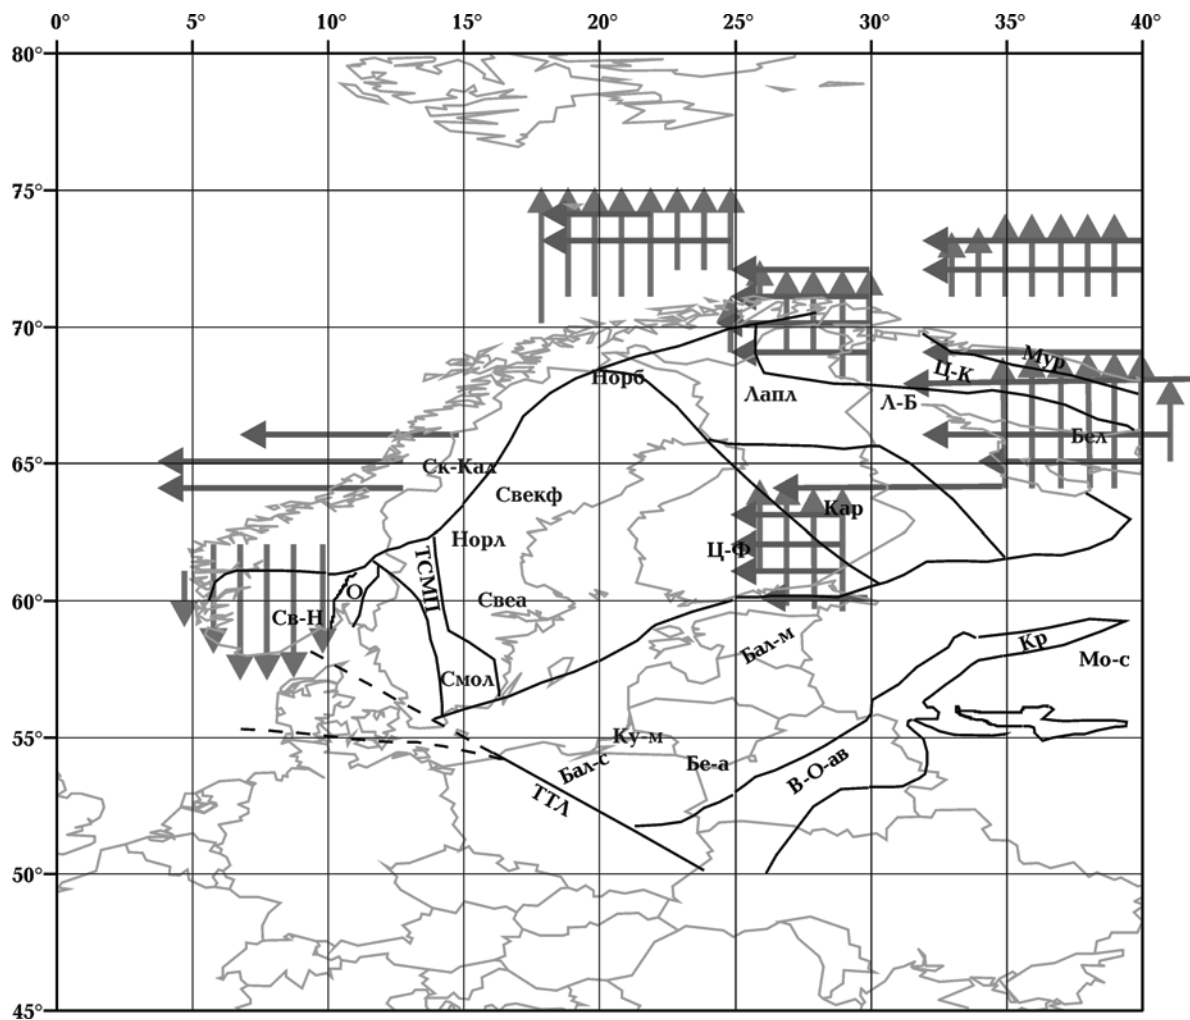 0° 5° 10° 15° 20° 25° 30° 35° 40°
80°
75°
70°
Мур
Ц-К
Норб
Лапл
Л-Б
Бел
65°
Ск-Кал
Свекф
Кар
Норл
Ц-Ф
ТСМП
О
Свеа
60°
Св-Н
Бал-м
Кр
Мо-с
Смол
55°
Ку-м
Бал-с
Бе-а
В-О-ав
ТТЛ
50°
45°